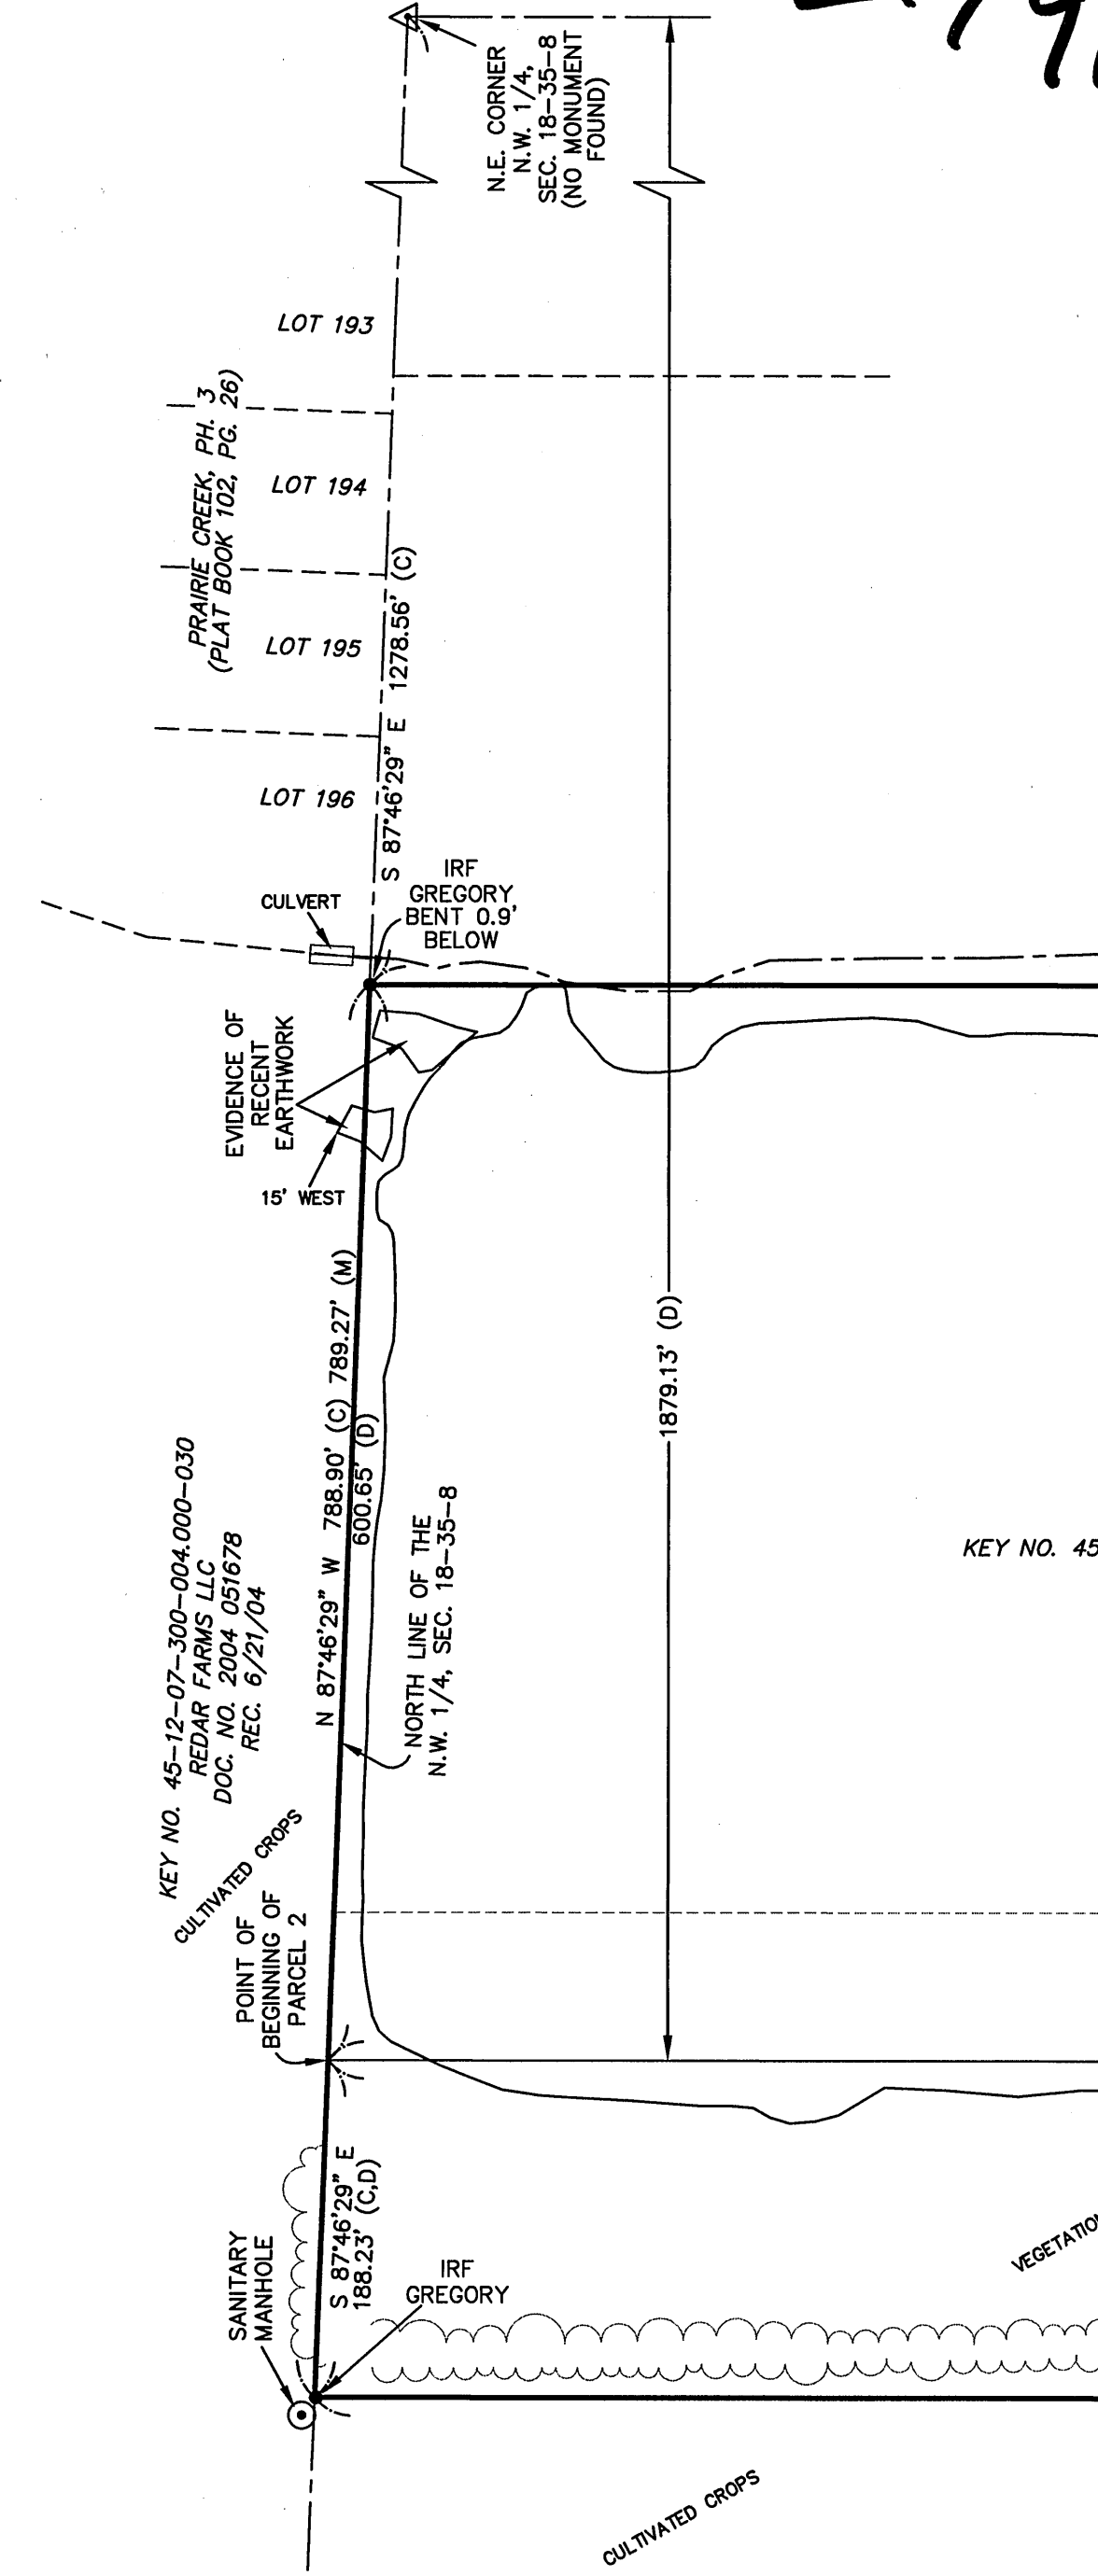 N.E. CORNER
N.W. 1/4,
SEC. 18-35-8
(NO MONUMENT
FOUND)
LOT 193
PRAIRIE CREEK, PH. 3
(PLAT BOOK 102, PG. 26)
LOT 194
LOT 195
LOT 196
S 87°46'29" E 1278.56' (C)
CULVERT
IRF
GREGORY
BENT 0.9'
BELOW
EVIDENCE OF
RECENT
EARTHWORK
15' WEST
N 87°46'29" W 788.90' (C) 789.27' (M)
600.65' (D)
1879.13' (D)
KEY NO. 45-12-07-300-004.000-030
REDAR FARMS LLC
DOC. NO. 2004 051678
REC. 6/21/04
NORTH LINE OF THE
N.W. 1/4, SEC. 18-35-8
KEY NO. 45
CULTIVATED CROPS
POINT OF
BEGINNING OF
PARCEL 2
S 87°46'29" E
188.23' (C,D)
SANITARY
MANHOLE
IRF
GREGORY
VEGETATION
CULTIVATED CROPS